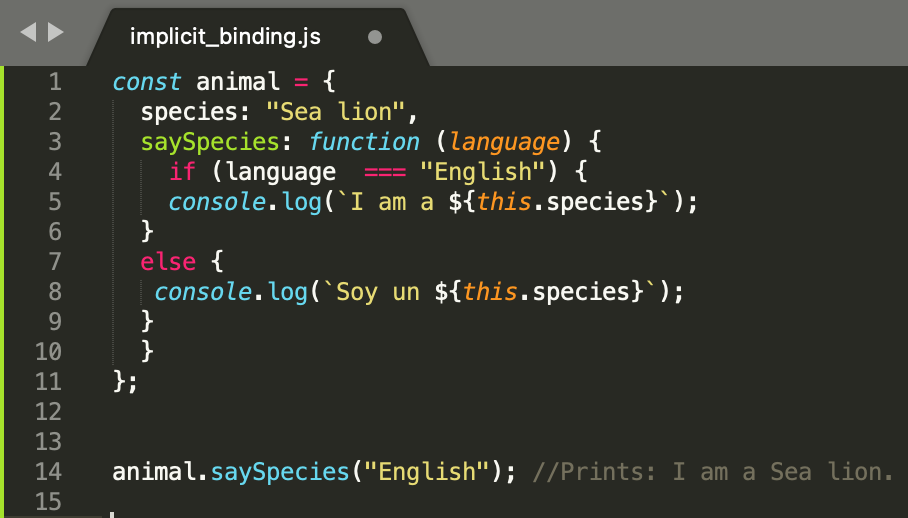 implicit_binding.js
1 const animal = {
2   species: "Sea lion",
3   saySpecies: function (language) {
4     if (language  === "English") {
5     console.log(`I am a ${this.species}`);
6   }
7   else {
8    console.log(`Soy un ${this.species}`);
9   }
10   }
11 };
12
13
14 animal.saySpecies("English"); //Prints: I am a Sea lion.
15